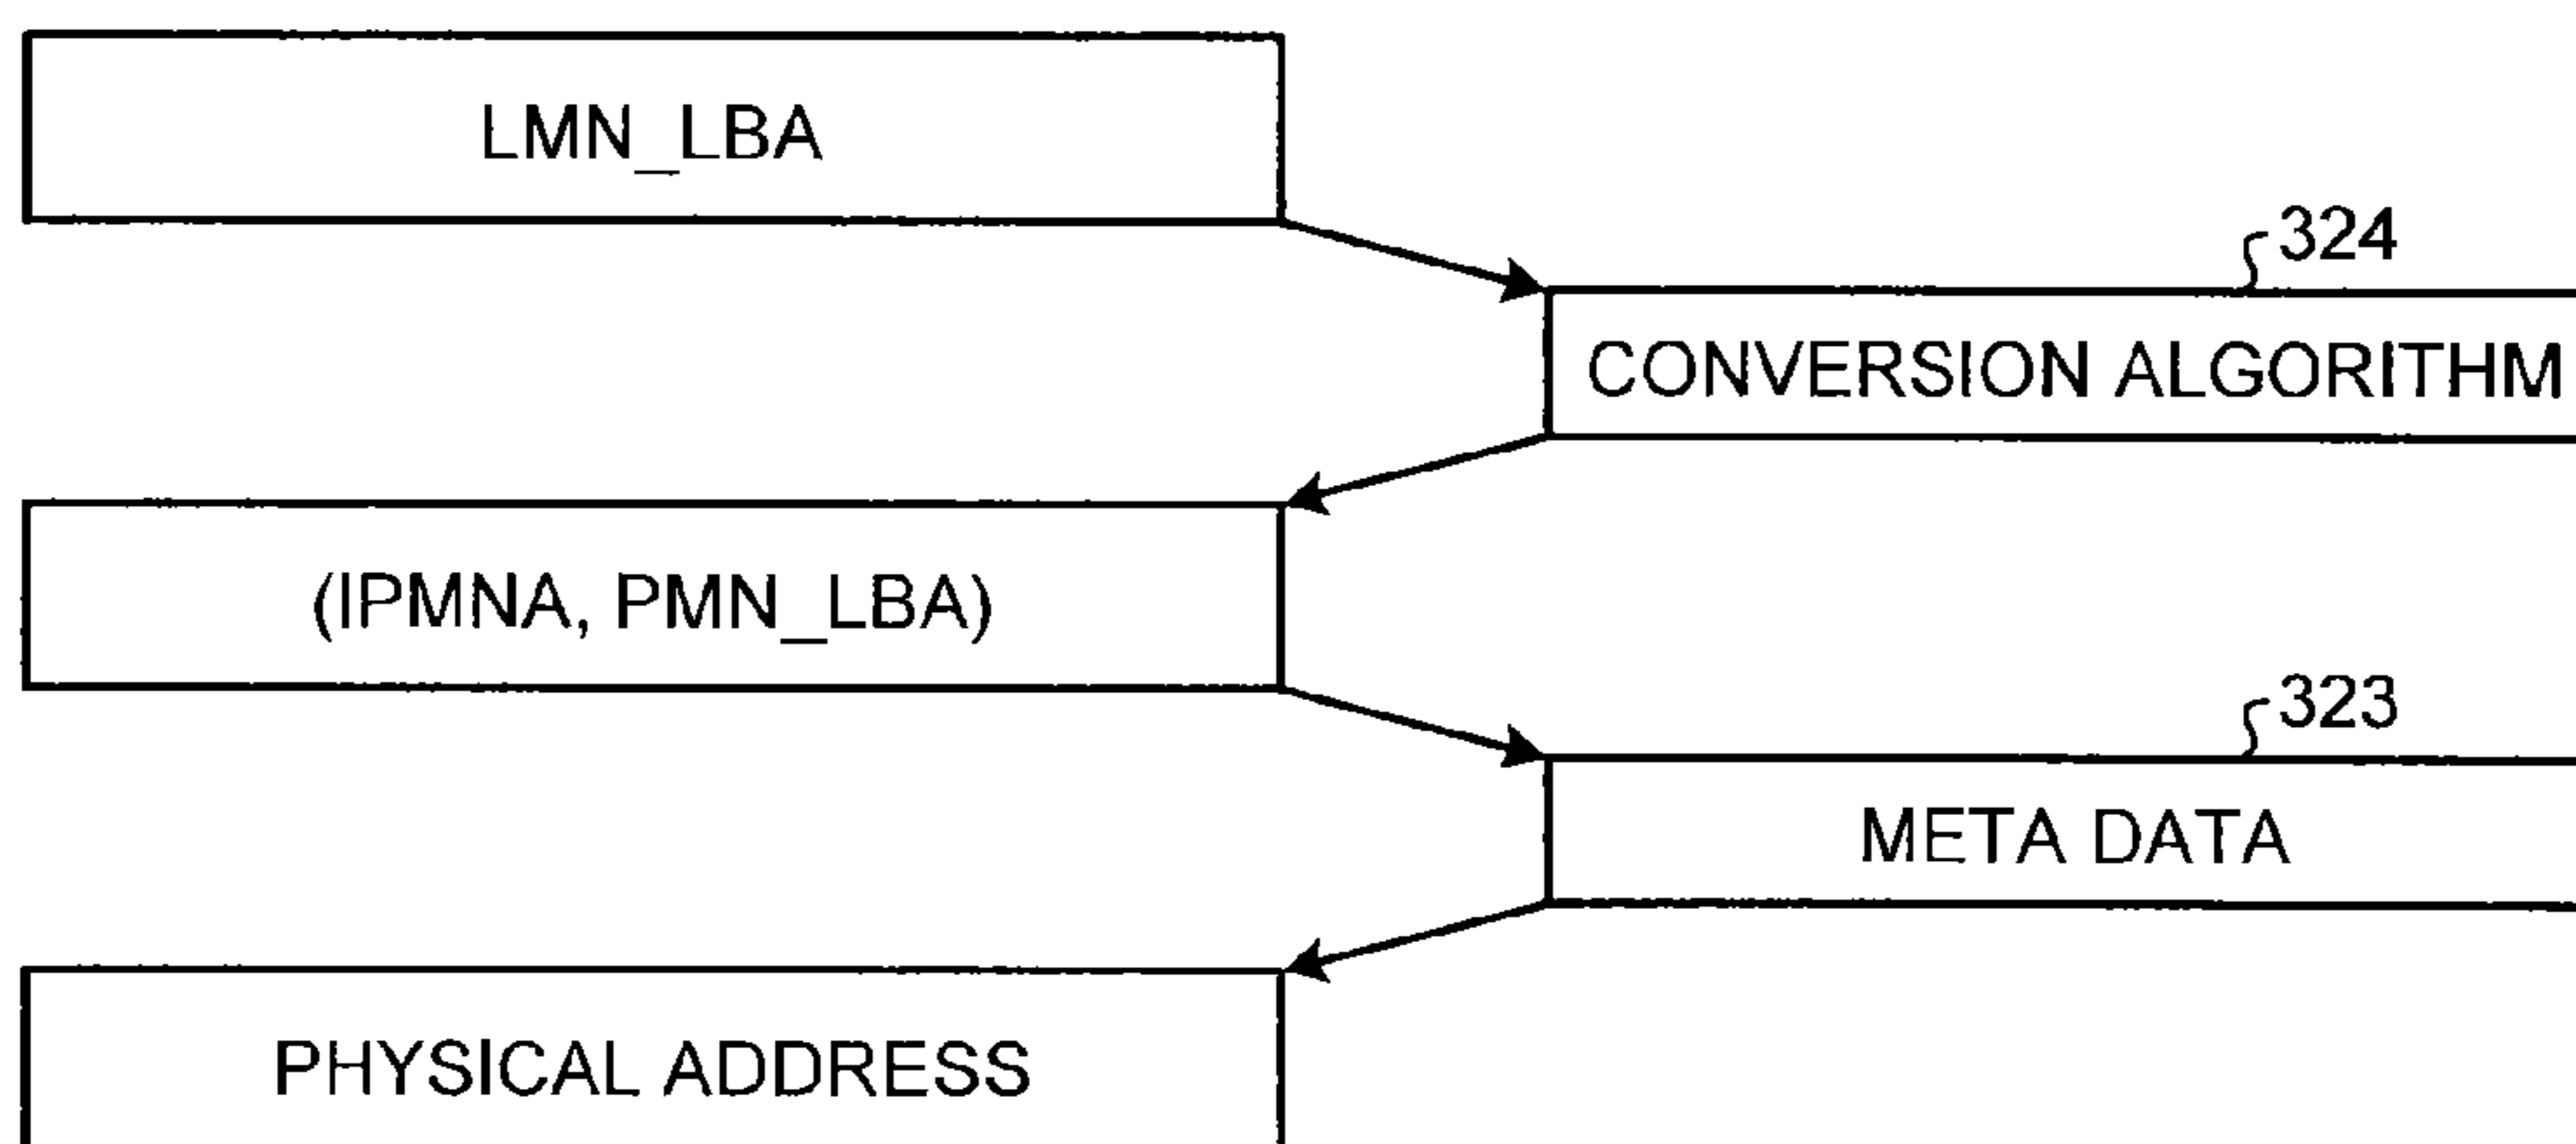 LMN_LBA
324
CONVERSION ALGORITHM
(IPMNA, PMN_LBA)
323
META DATA
PHYSICAL ADDRESS